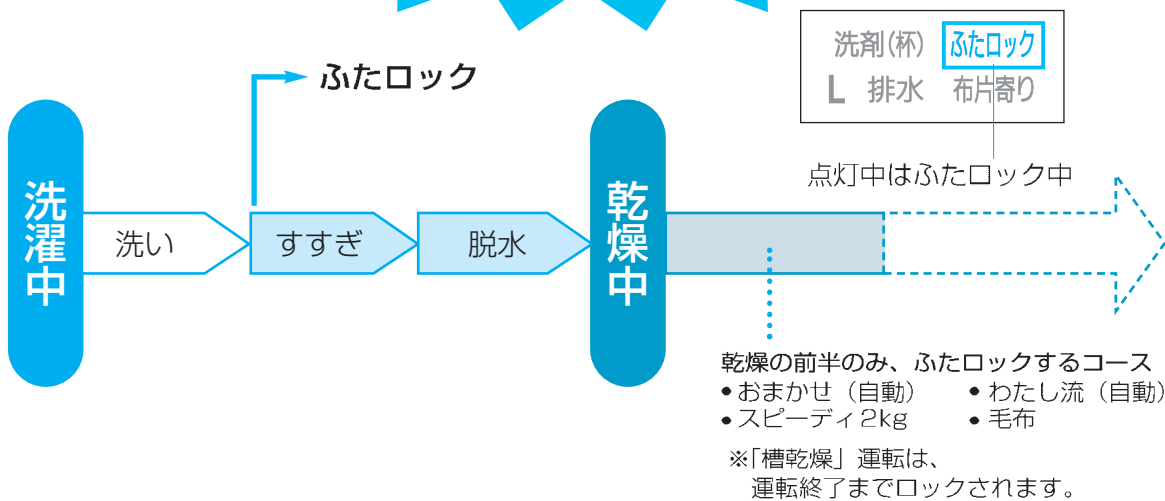 洗剤(杯) ふたロック
L 排水 布片寄り
点灯中はふたロック中
ふたロック
洗濯中
洗い
すすぎ
脱水
乾燥中
乾燥の前半のみ、ふたロックするコース
•おまかせ（自動） •わたし流（自動）
•スピーディ2kg •毛布
※「槽乾燥」運転は、
運転終了までロックされます。